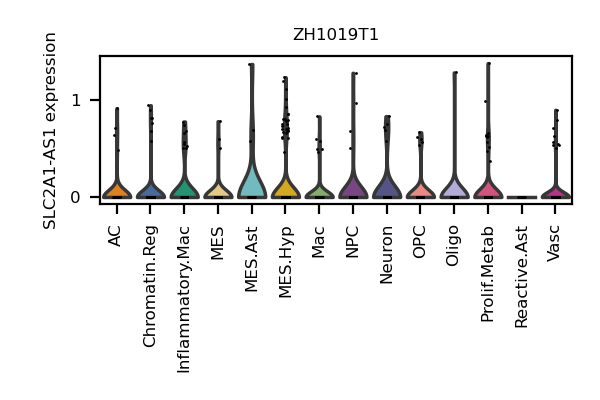 ZH1019T1
SLC2A1-AS1 expression
1
0
AC
Chromatin.Reg
Inflammatory.Mac
MES
MES.Ast
MES.Hyp
Mac
NPC
Neuron
OPC
Oligo
Prolif.Metab
Reactive.Ast
Vasc